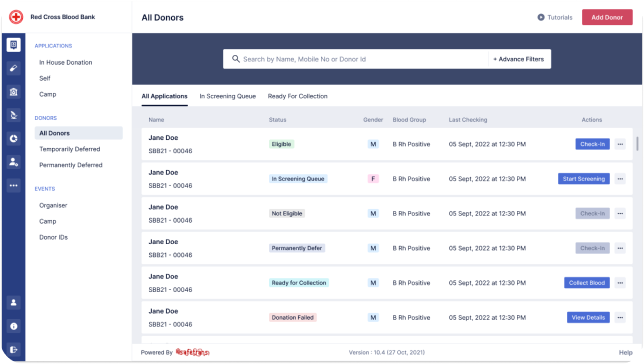 Red Cross Blood Bank
All Donors
Tutorials
Add Donor
APPLICATIONS
In House Donation
Self
Camp
DONORS
All Donors
Temporarily Deferred
Permanently Deferred
EVENTS
Organiser
Camp
Donor IDs
Search by Name, Mobile No or Donor Id
+ Advance Filters
All Applications In Screening Queue Ready For Collection
Name Status Gender Blood Group Last Checking Actions
Jane Doe
SBB21 - 00046
Eligible M B Rh Positive 05 Sept, 2022 at 12:30 PM Check-In
Jane Doe
SBB21 - 00046
In Screening Queue F B Rh Positive 05 Sept, 2022 at 12:30 PM Start Screening
Jane Doe
SBB21 - 00046
Not Eligible M B Rh Positive 05 Sept, 2022 at 12:30 PM Check-In
Jane Doe
SBB21 - 00046
Permanently Defer M B Rh Positive 05 Sept, 2022 at 12:30 PM Check-In
Jane Doe
SBB21 - 00046
Ready for Collection M B Rh Positive 05 Sept, 2022 at 12:30 PM Collect Blood
Jane Doe
SBB21 - 00046
Donation Failed M B Rh Positive 05 Sept, 2022 at 12:30 PM View Details
Powered By
Version : 10.4 (27 Oct, 2021)
Help